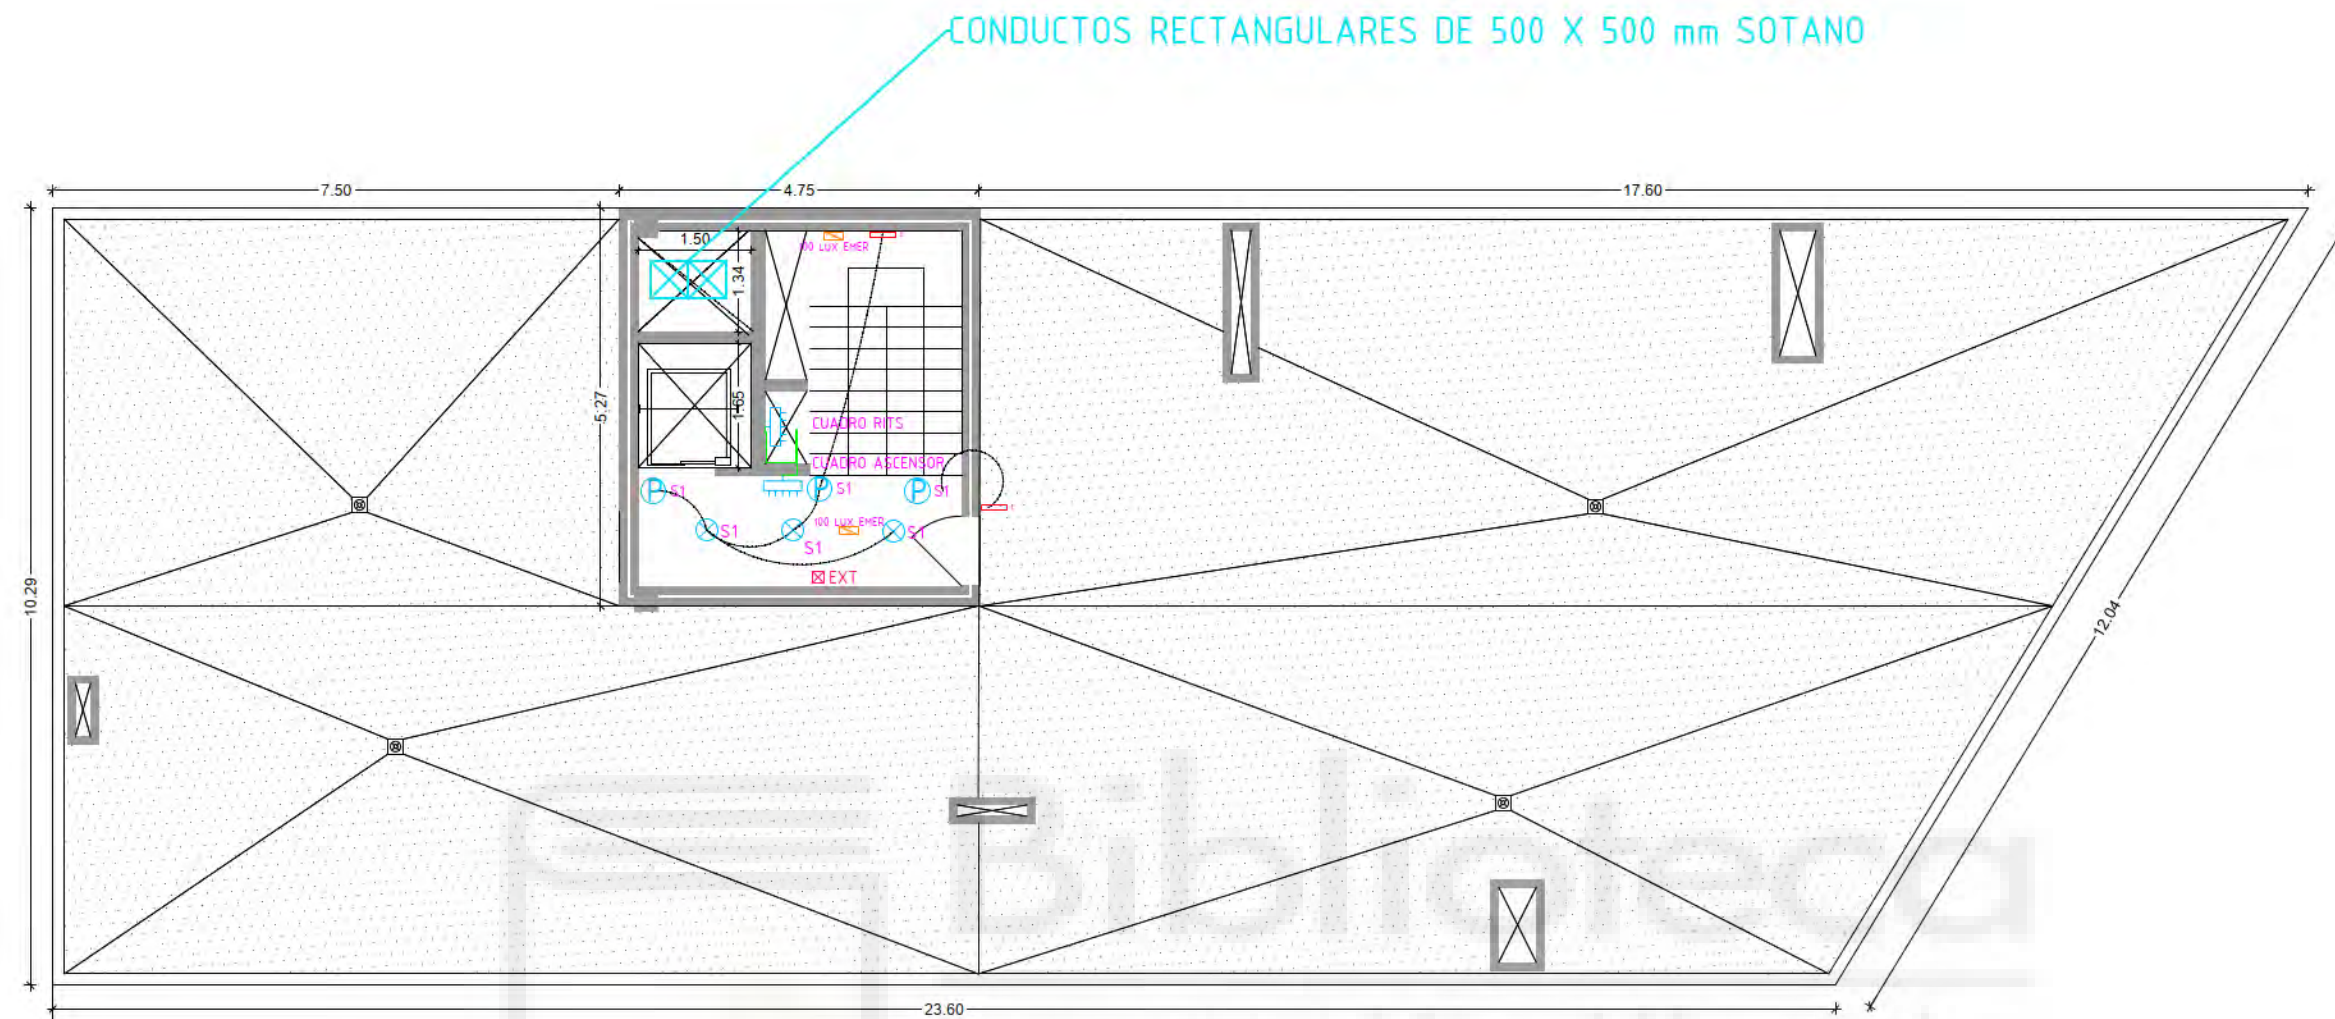 CONDUCTOS RECTANGULARES DE 500 X 500 mm SOTANO
7.50
4.75
17.60
1.50
100 LUX EMER
1.34
5.27
1.65
CUADRO RITS
CUADRO ASCENSOR
P S1
P S1
P S1
S1
S1
100 LUX EMER
S1
EXT
10.29
12.04
23.60
Biblioteca